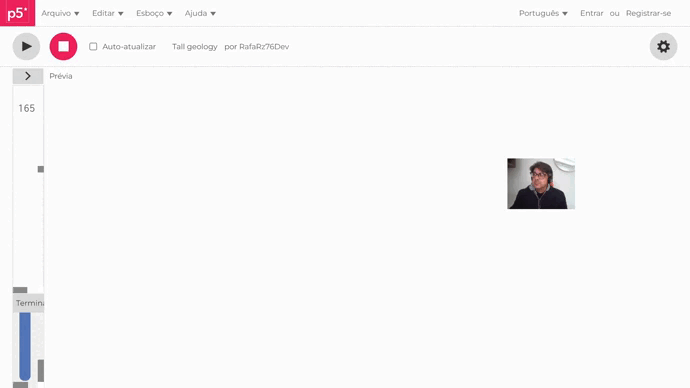 p5*
Arquivo Editar Esboço Ajuda Português Entrar ou Registrar-se
Auto-atualizar Tall geology por RafaRz76Dev
Prévia
165
Termina